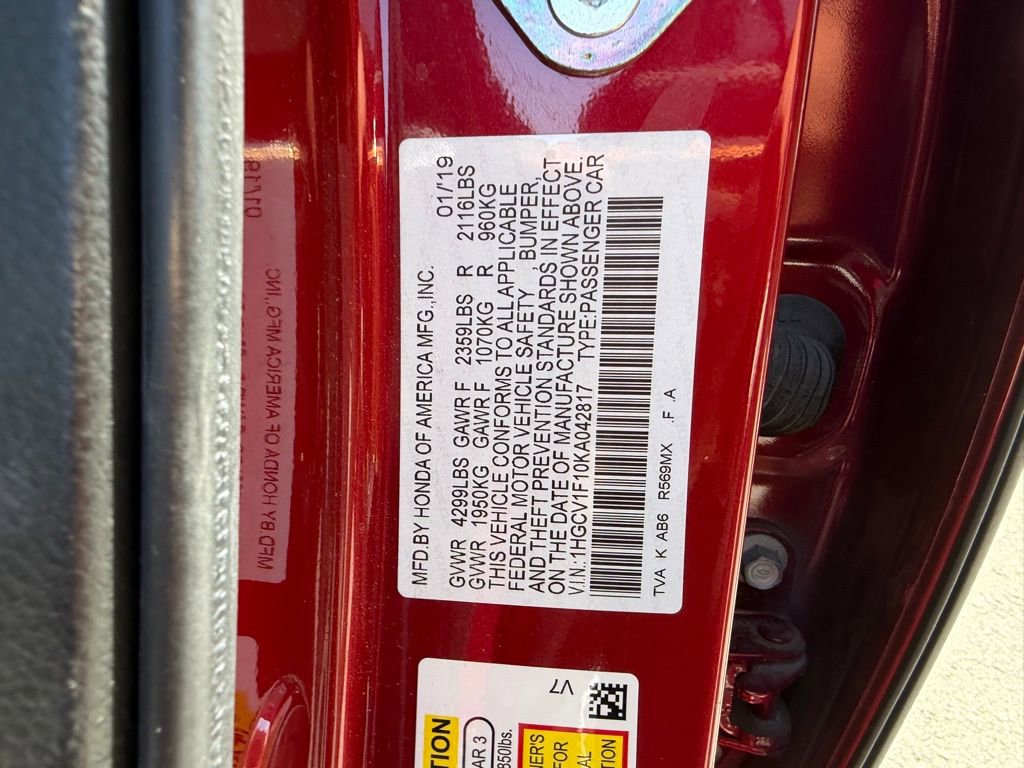 MFD.BY HONDA OF AMERICA MFG.,INC. 01/'19
GVWR 4299LBS GAWR F 2359LBS R 2116LBS
GVWR 1950KG GAWR F 1070KG R 960KG
THIS VEHICLE CONFORMS TO ALL APPLICABLE
FEDERAL MOTOR VEHICLE SAFETY , BUMPER,
AND THEFT PREVENTION STANDARDS IN EFFECT
ON THE DATE OF MANUFACTURE SHOWN ABOVE.
V.I.N.:1HGCV1F10KA042817 TYPE:PASSENGER CAR
TVA K AB6 R569MX .F .A
V7
850lbs.